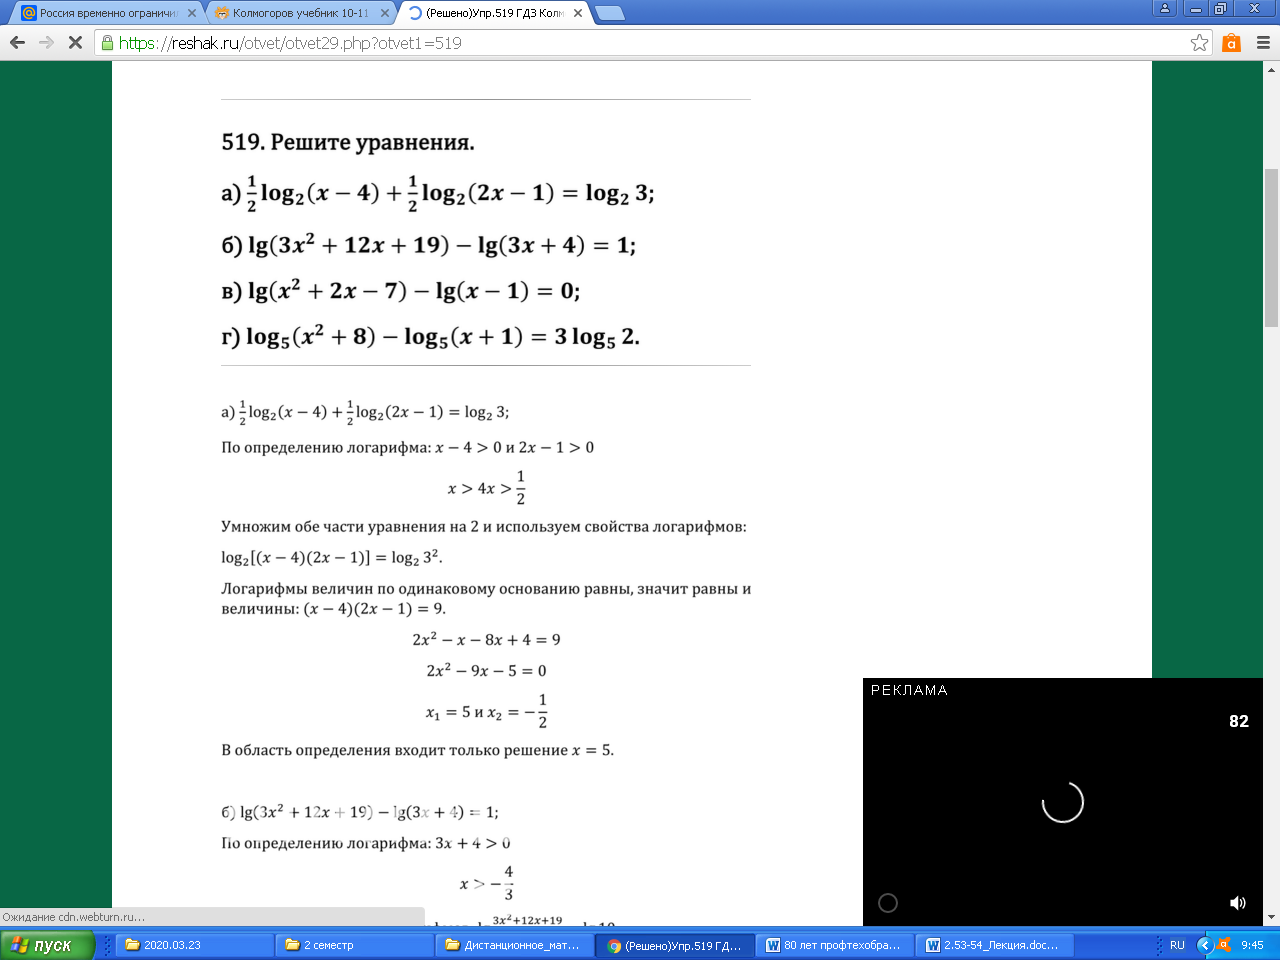 Россия временно ограничил
Колмогоров учебник 10-11
(Решено)Упр.519 ГДЗ Колм
https://reshak.ru/otvet/otvet29.php?otvet1=519
519. Решите уравнения.
а) 1/2 log₂(x − 4) + 1/2 log₂(2x − 1) = log₂ 3;
б) lg(3x² + 12x + 19) − lg(3x + 4) = 1;
в) lg(x² + 2x − 7) − lg(x − 1) = 0;
г) log₅(x² + 8) − log₅(x + 1) = 3 log₅ 2.
а) 1/2 log₂(x − 4) + 1/2 log₂(2x − 1) = log₂ 3;
По определению логарифма: x − 4 > 0 и 2x − 1 > 0
x > 4x > 1/2
Умножим обе части уравнения на 2 и используем свойства логарифмов:
log₂[(x − 4)(2x − 1)] = log₂ 3².
Логарифмы величин по одинаковому основанию равны, значит равны и
величины: (x − 4)(2x − 1) = 9.
2x² − x − 8x + 4 = 9
2x² − 9x − 5 = 0
x₁ = 5 и x₂ = −1/2
В область определения входит только решение x = 5.
б) lg(3x² + 12x + 19) − lg(3x + 4) = 1;
По определению логарифма: 3x + 4 > 0
x > −4/3
3x²+12x+19
РЕКЛАМА
82
Ожидание cdn.webturn.ru...
пуск
2020.03.23
2 семестр
Дистанционное_мат...
(Решено)Упр.519 ГД...
80 лет профтехобра...
2.53-54_Лекция.doc...
RU
9:45